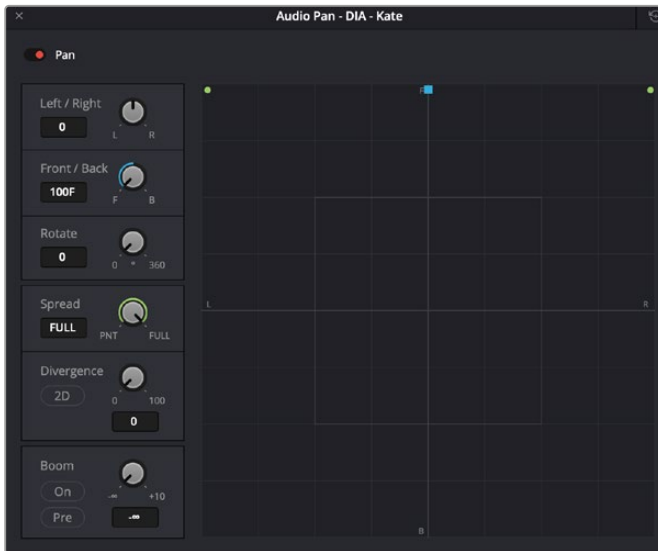 Audio Pan - DIA - Kate
Pan
Left / Right
0
L R
Front / Back
100F
F B
Rotate
0
0 * 360
Spread
FULL
PNT FULL
Divergence
2D
0 100
0
Boom
On
-∞ +10
Pre
-∞
F
L R
B